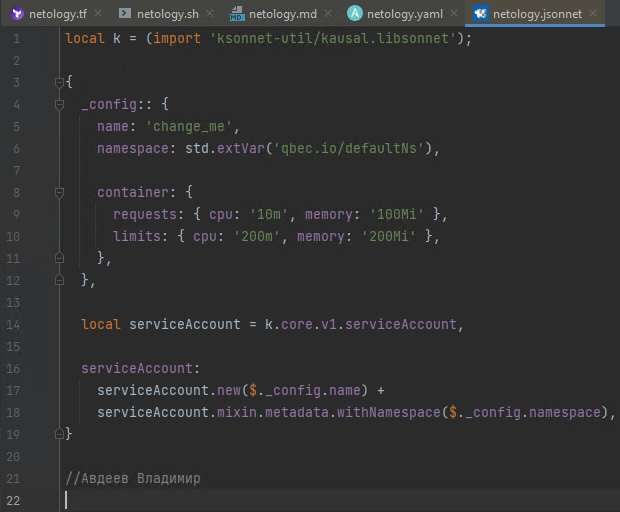 netology.tf netology.sh netology.md netology.yaml netology.jsonnet
1 local k = (import 'ksonnet-util/kausal.libsonnet');
2
3 {
4   _config:: {
5     name: 'change_me',
6     namespace: std.extVar('qbec.io/defaultNs'),
7
8     container: {
9       requests: { cpu: '10m', memory: '100Mi' },
10       limits: { cpu: '200m', memory: '200Mi' },
11     },
12   },
13
14   local serviceAccount = k.core.v1.serviceAccount,
15
16   serviceAccount:
17     serviceAccount.new($._config.name) +
18     serviceAccount.mixin.metadata.withNamespace($._config.namespace),
19 }
20
21 //Авдеев Владимир
22